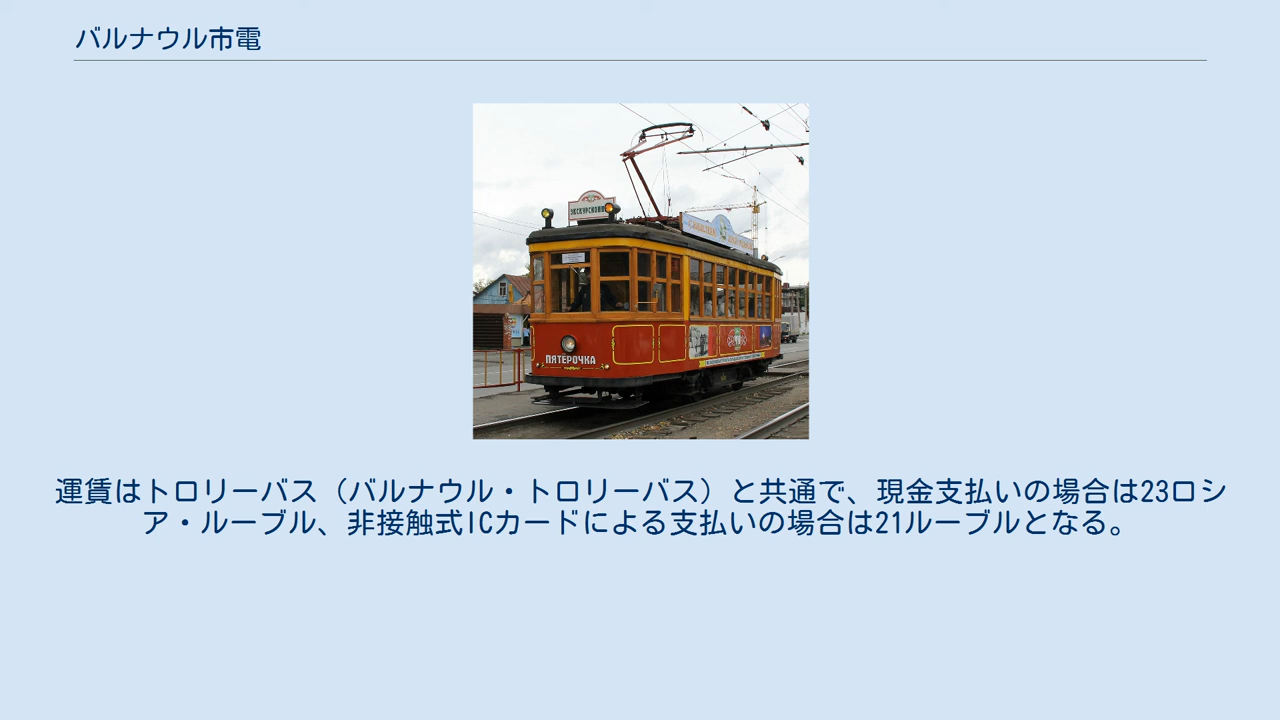 バルナウル市電
ЭКСКУРСИОНН
ПЯТЁРОЧКА
運賃はトロリーバス（バルナウル・トロリーバス）と共通で、現金支払いの場合は23ロシ
ア・ルーブル、非接触式ICカードによる支払いの場合は21ルーブルとなる。